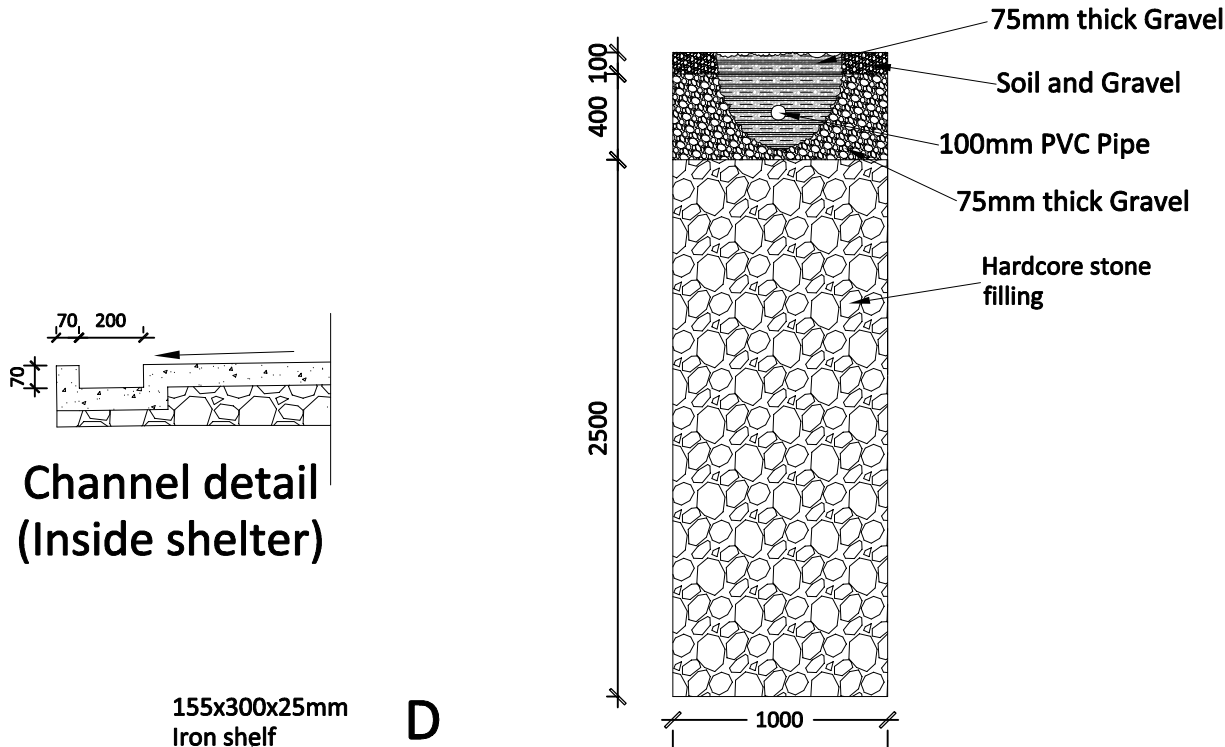 75mm thick Gravel
Soil and Gravel
100mm PVC Pipe
75mm thick Gravel
Hardcore stone
filling
100
400
2500
1000
70 200
70
Channel detail
(Inside shelter)
155x300x25mm
Iron shelf
D